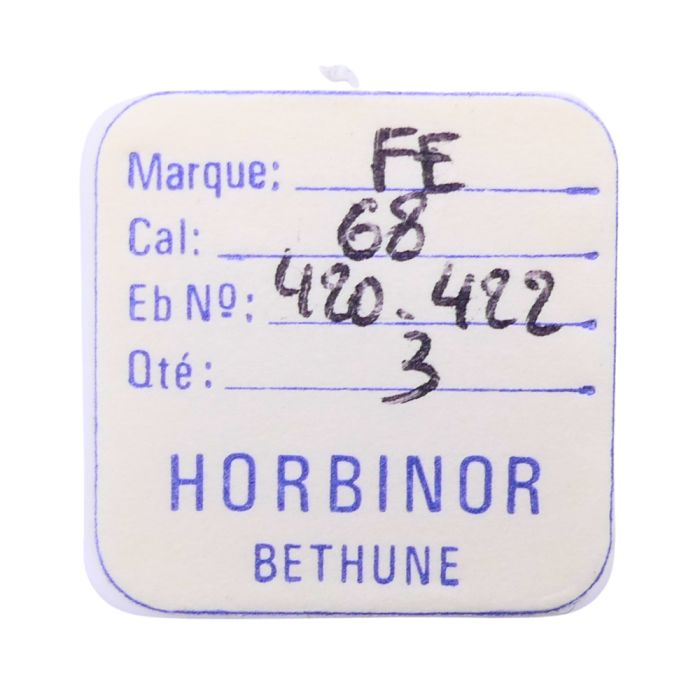 Marque: FE
Cal: 68
Eb Nº: 420.422
Qté: 3
HORBINOR
BETHUNE